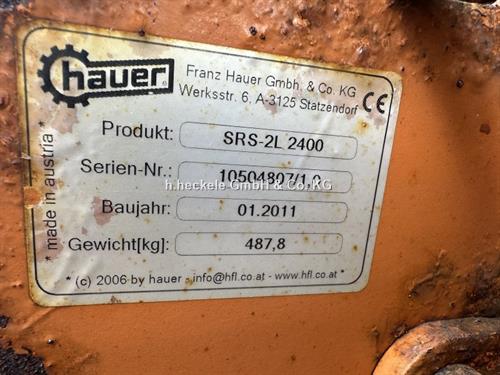 hauer
Franz Hauer Gmbh. & Co. KG
Werksstr. 6, A-3125 Statzendorf
CE
* made in austria *
Produkt: SRS-2L 2400
Serien-Nr.: 10504897/1.0
h.heckele GmbH & Co. KG
Baujahr: 01.2011
Gewicht[kg]: 487,8
* (c) 2006 by hauer - info@hfl.co.at - www.hfl.co.at *